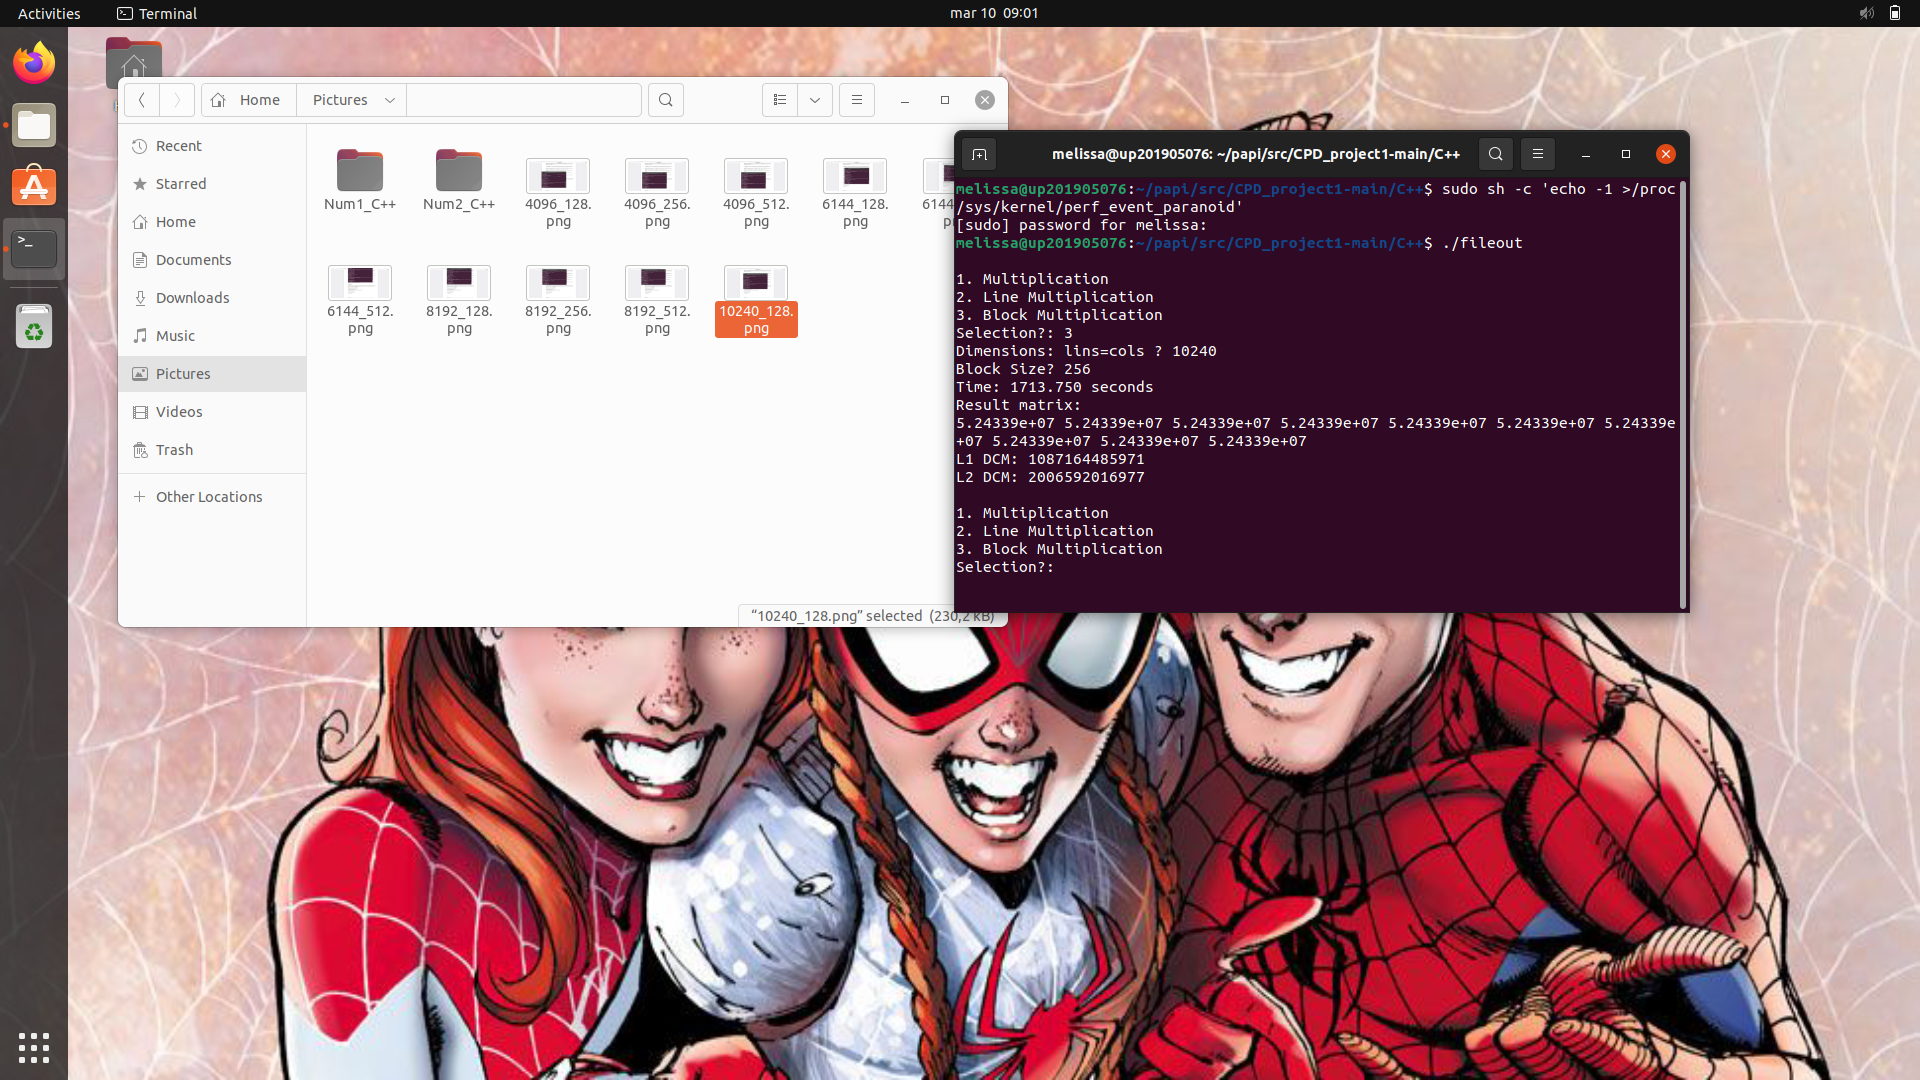 Activities
Terminal
mar 10 09:01
Home
Pictures
Recent
Starred
Home
Documents
Downloads
Music
Pictures
Videos
Trash
Other Locations
Num1_C++
Num2_C++
4096_128.
png
4096_256.
png
4096_512.
png
6144_128.
png
6144
6144_512.
png
8192_128.
png
8192_256.
png
8192_512.
png
10240_128.
png
“10240_128.png” selected (230,2 kB)
melissa@up201905076: ~/papi/src/CPD_project1-main/C++
melissa@up201905076:~/papi/src/CPD_project1-main/C++$ sudo sh -c 'echo -1 >/proc
/sys/kernel/perf_event_paranoid'
[sudo] password for melissa:
melissa@up201905076:~/papi/src/CPD_project1-main/C++$ ./fileout
1. Multiplication
2. Line Multiplication
3. Block Multiplication
Selection?: 3
Dimensions: lins=cols ? 10240
Block Size? 256
Time: 1713.750 seconds
Result matrix:
5.24339e+07 5.24339e+07 5.24339e+07 5.24339e+07 5.24339e+07 5.24339e+07 5.24339e
+07 5.24339e+07 5.24339e+07 5.24339e+07
L1 DCM: 1087164485971
L2 DCM: 2006592016977
1. Multiplication
2. Line Multiplication
3. Block Multiplication
Selection?: